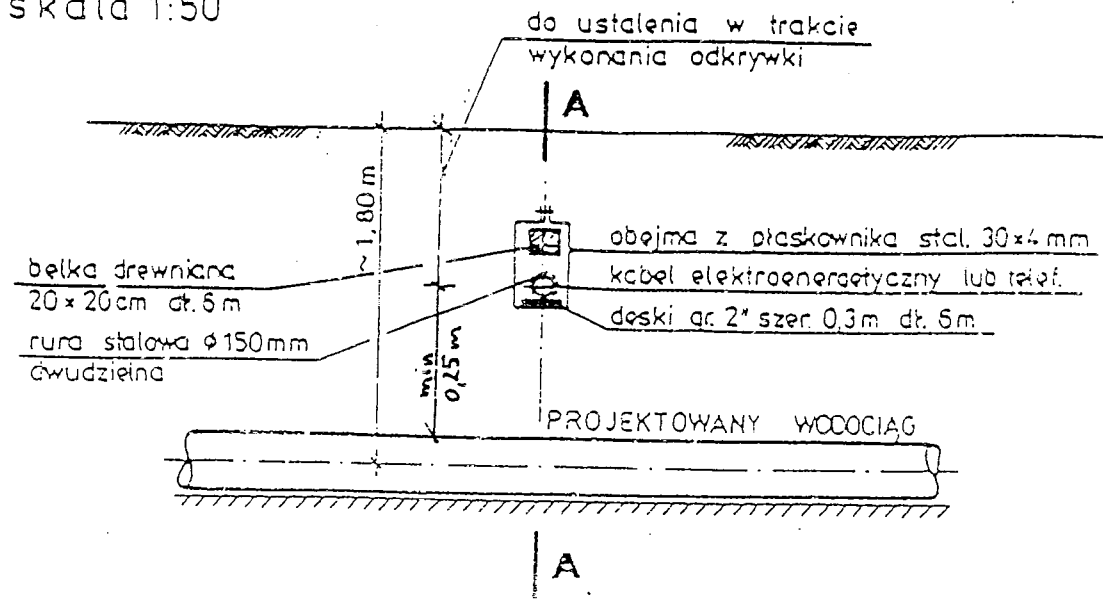 skala 1:50
do ustalenia w trakcie
wykonania odkrywki
A
~1,80 m
obejma z płaskownika stal. 30×4 mm
belka drewniana
20 × 20cm dł. 6 m
kabel elektroenergetyczny lub telef.
deski gr. 2" szer. 0,3m dł. 6m
rura stalowa ϕ 150mm
dwudzielna
min
0,25 m
PROJEKTOWANY WODOCIĄG
A